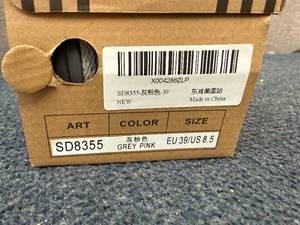 X004286ZLP
SD8355-灰粉色-39 东肖美国站
NEW Made in China
ART COLOR SIZE
SD8355 灰粉色 GREY PINK EU 39/US 8.5